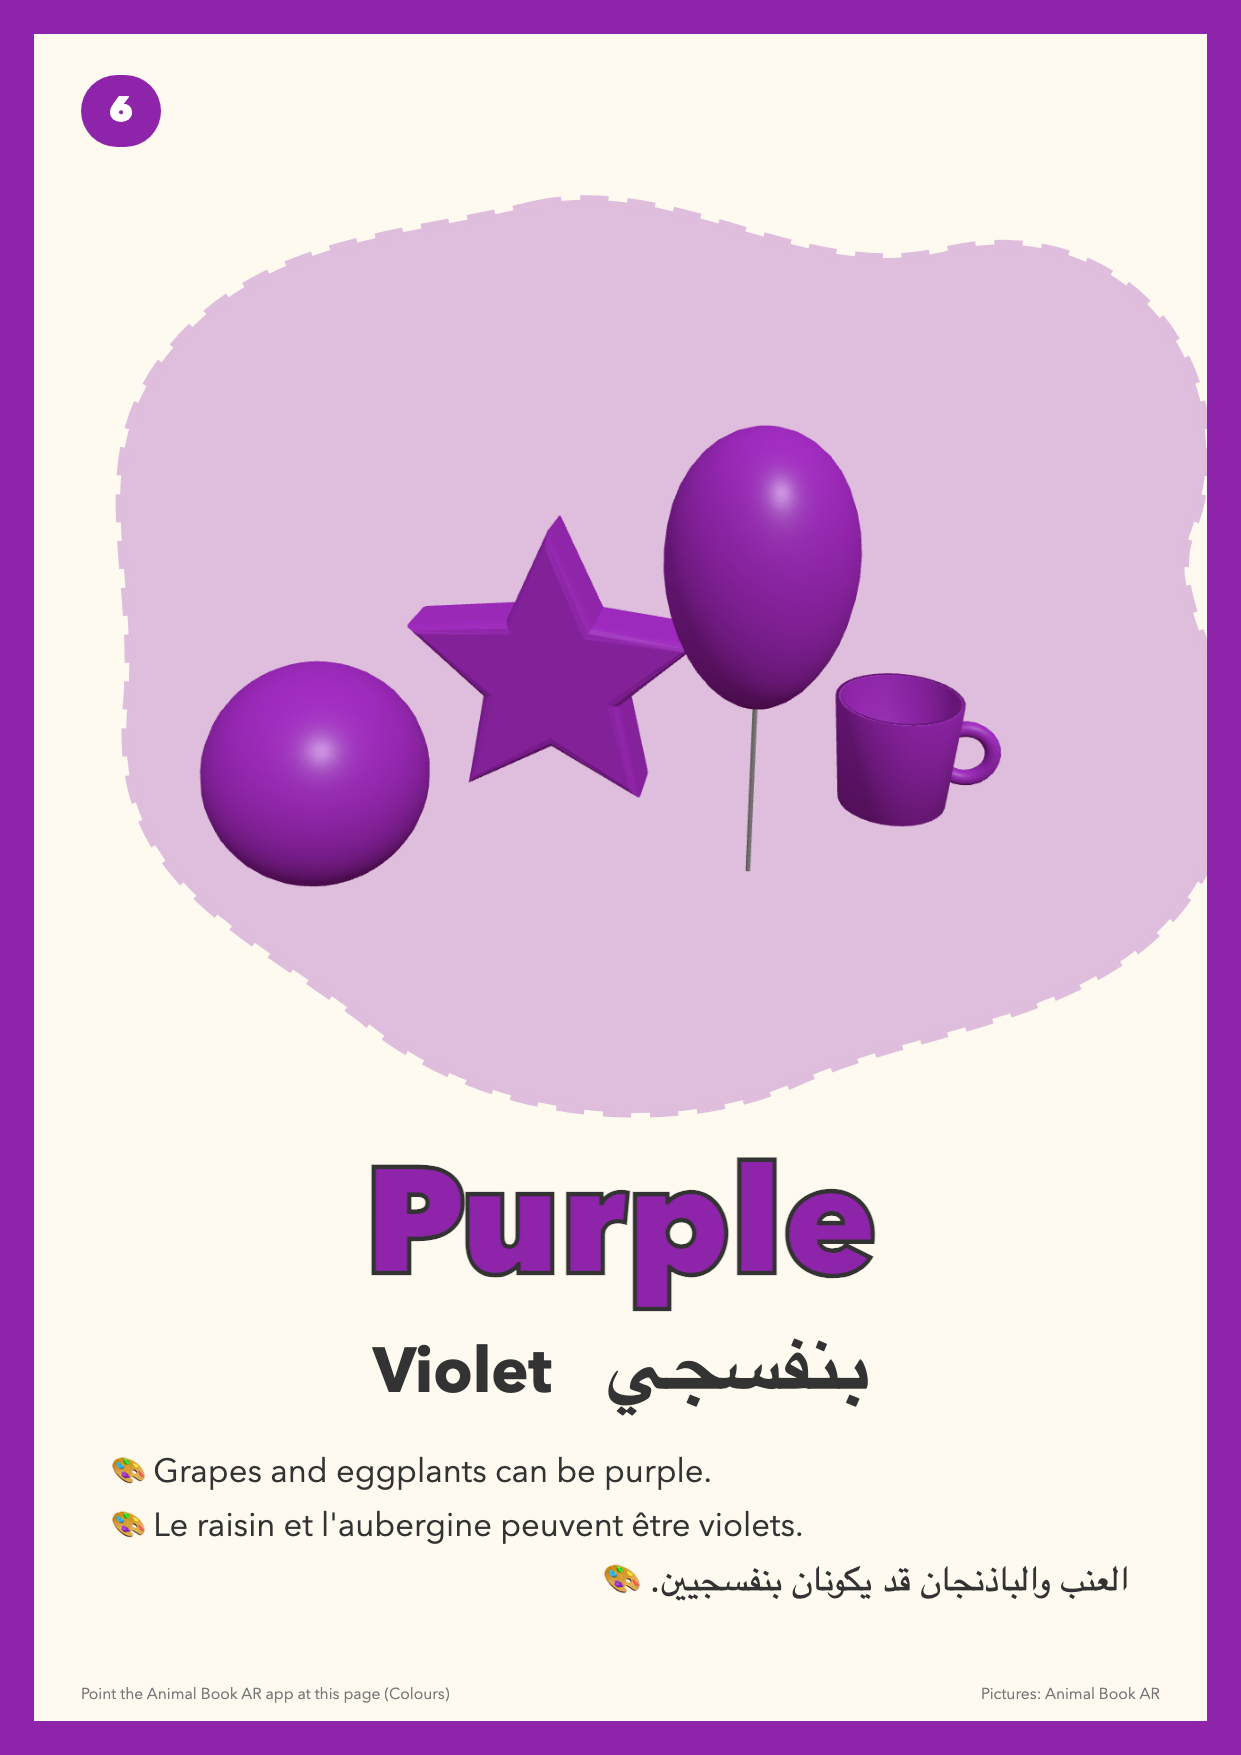 6
Purple
Violet بنفسجي
🎨 Grapes and eggplants can be purple.
🎨 Le raisin et l'aubergine peuvent être violets.
العنب والباذنجان قد يكونان بنفسجيين. 🎨
Point the Animal Book AR app at this page (Colours)
Pictures: Animal Book AR